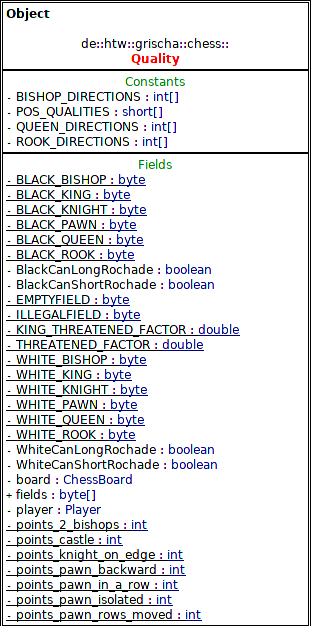 Object
de::htw::grischa::chess::
Quality
Constants
- BISHOP_DIRECTIONS : int[]
- POS_QUALITIES : short[]
- QUEEN_DIRECTIONS : int[]
- ROOK_DIRECTIONS : int[]
Fields
- BLACK_BISHOP : byte
- BLACK_KING : byte
- BLACK_KNIGHT : byte
- BLACK_PAWN : byte
- BLACK_QUEEN : byte
- BLACK_ROOK : byte
- BlackCanLongRochade : boolean
- BlackCanShortRochade : boolean
- EMPTYFIELD : byte
- ILLEGALFIELD : byte
- KING_THREATENED_FACTOR : double
- THREATENED_FACTOR : double
- WHITE_BISHOP : byte
- WHITE_KING : byte
- WHITE_KNIGHT : byte
- WHITE_PAWN : byte
- WHITE_QUEEN : byte
- WHITE_ROOK : byte
- WhiteCanLongRochade : boolean
- WhiteCanShortRochade : boolean
- board : ChessBoard
+ fields : byte[]
- player : Player
- points_2_bishops : int
- points_castle : int
- points_knight_on_edge : int
- points_pawn_backward : int
- points_pawn_in_a_row : int
- points_pawn_isolated : int
- points_pawn_rows_moved : int